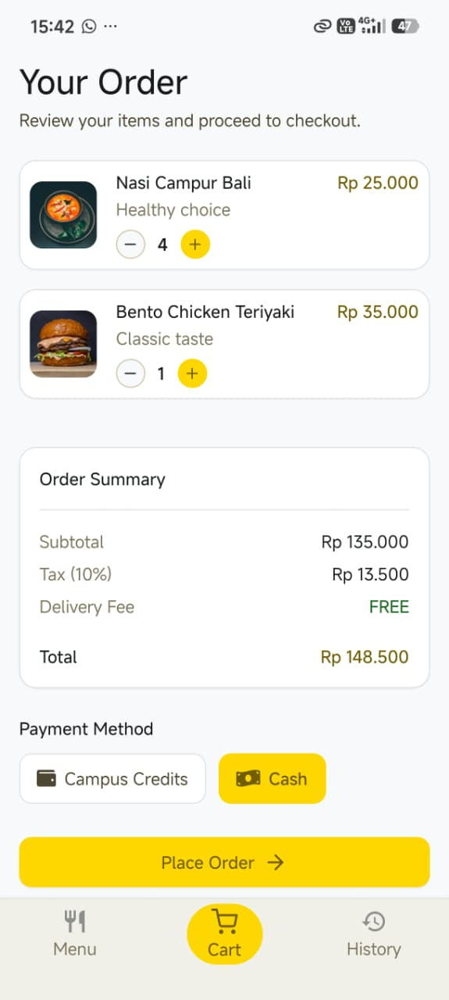 15:42 ...
Vo LTE 4G+ 47
Your Order
Review your items and proceed to checkout.
Nasi Campur Bali Rp 25.000
Healthy choice
− 4 +
Bento Chicken Teriyaki Rp 35.000
Classic taste
− 1 +
Order Summary
Subtotal Rp 135.000
Tax (10%) Rp 13.500
Delivery Fee FREE
Total Rp 148.500
Payment Method
Campus Credits Cash
Place Order →
Menu Cart History